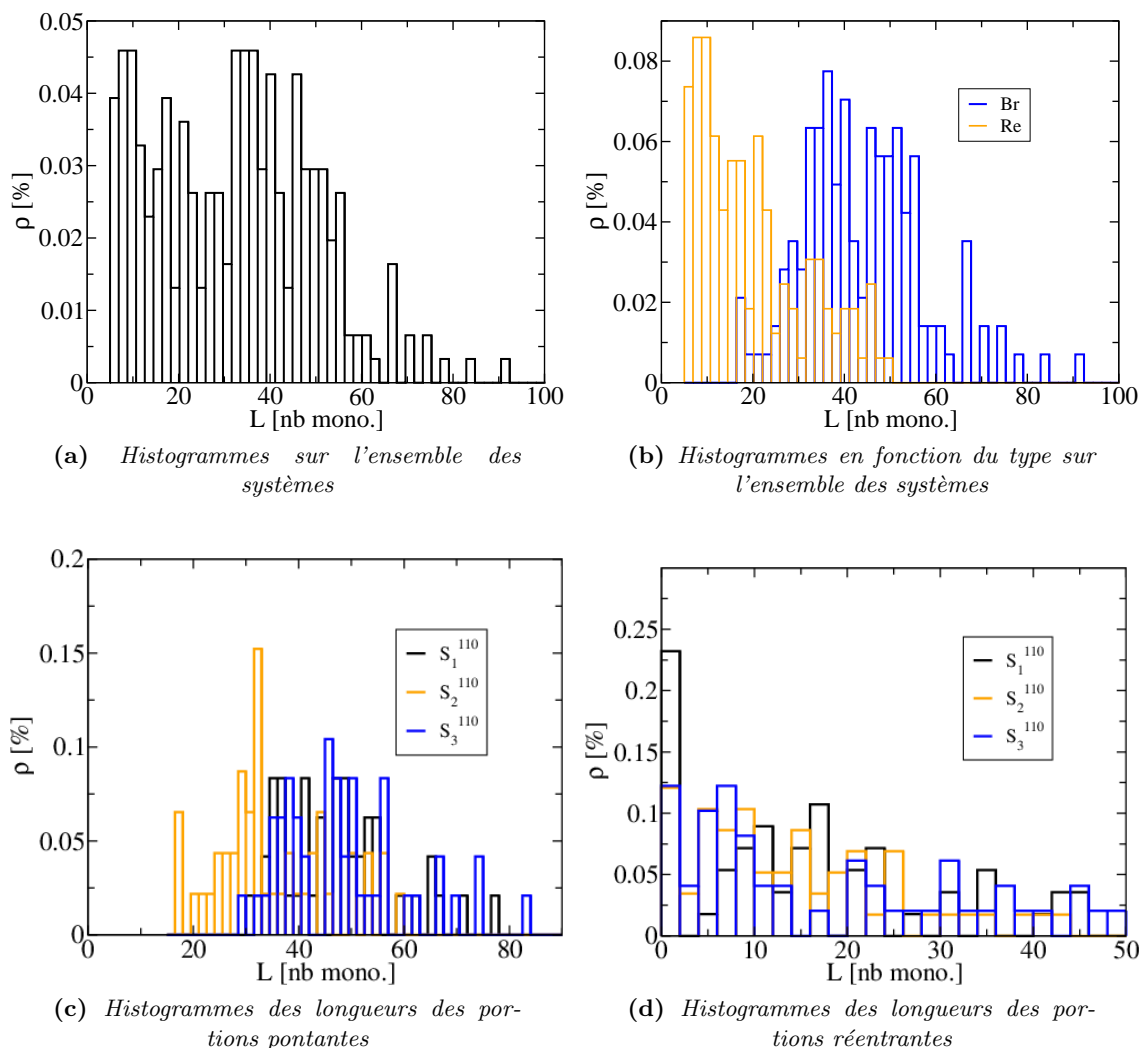 0.05
0.04
0.03
0.02
0.01
0
ρ [%]
0 20 40 60 80 100
L [nb mono.]
(a) Histogrammes sur l'ensemble des
systèmes
0.08
0.06
0.04
0.02
0
ρ [%]
Br
Re
0 20 40 60 80 100
L [nb mono.]
(b) Histogrammes en fonction du type sur
l'ensemble des systèmes
0.2
0.15
0.1
0.05
0
ρ [%]
S₁¹¹⁰
S₂¹¹⁰
S₃¹¹⁰
0 20 40 60 80
L [nb mono.]
(c) Histogrammes des longueurs des por-
tions pontantes
0.25
0.2
0.15
0.1
0.05
0
ρ [%]
S₁¹¹⁰
S₂¹¹⁰
S₃¹¹⁰
0 10 20 30 40 50
L [nb mono.]
(d) Histogrammes des longueurs des por-
tions réentrantes